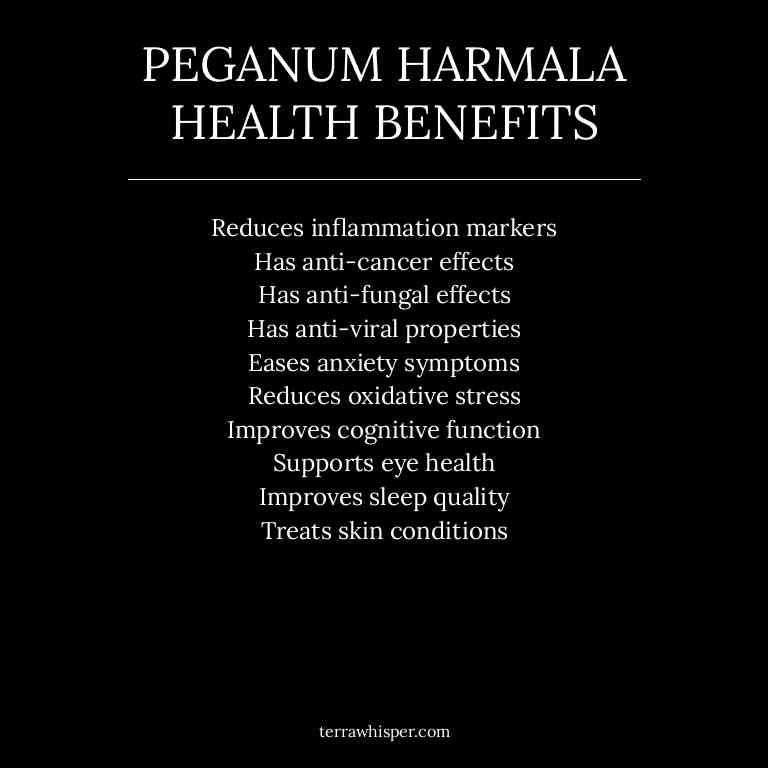 PEGANUM HARMALA
HEALTH BENEFITS
Reduces inflammation markers
Has anti-cancer effects
Has anti-fungal effects
Has anti-viral properties
Eases anxiety symptoms
Reduces oxidative stress
Improves cognitive function
Supports eye health
Improves sleep quality
Treats skin conditions
terrawhisper.com